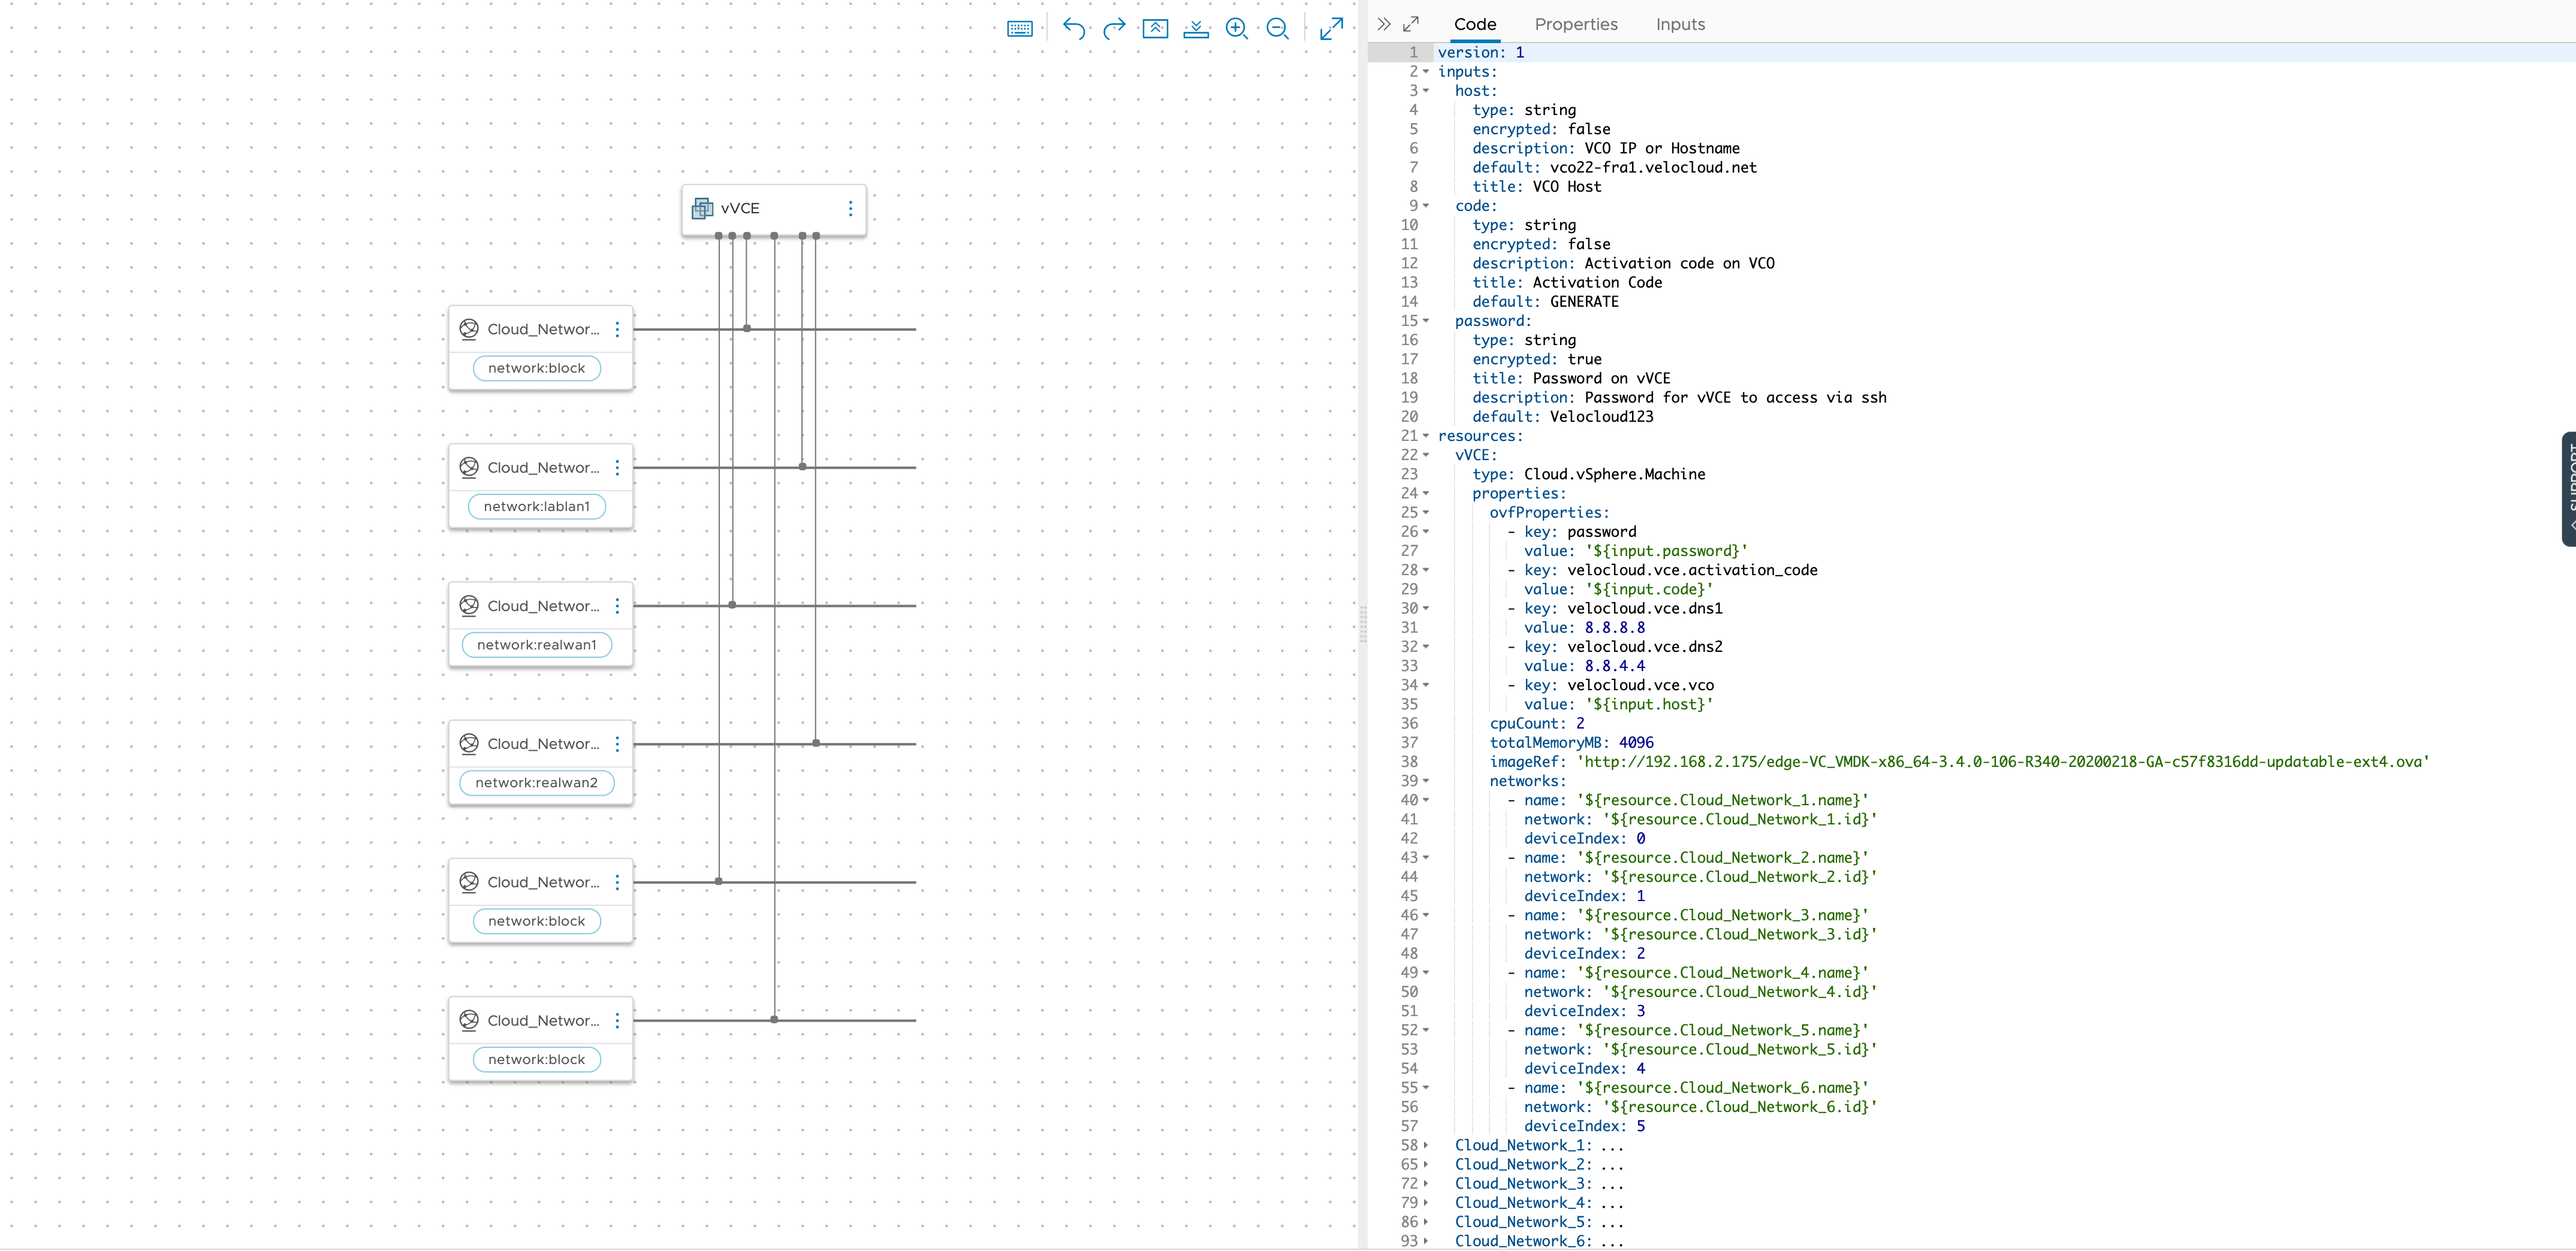 vVCE
Cloud_Networ...
network:block
Cloud_Networ...
network:lablan1
Cloud_Networ...
network:realwan1
Cloud_Networ...
network:realwan2
Cloud_Networ...
network:block
Cloud_Networ...
network:block
Code Properties Inputs
1 version: 1
2 inputs:
3 host:
4 type: string
5 encrypted: false
6 description: VCO IP or Hostname
7 default: vco22-fra1.velocloud.net
8 title: VCO Host
9 code:
10 type: string
11 encrypted: false
12 description: Activation code on VCO
13 title: Activation Code
14 default: GENERATE
15 password:
16 type: string
17 encrypted: true
18 title: Password on vVCE
19 description: Password for vVCE to access via ssh
20 default: Velocloud123
21 resources:
22 vVCE:
23 type: Cloud.vSphere.Machine
24 properties:
25 ovfProperties:
26 - key: password
27 value: '${input.password}'
28 - key: velocloud.vce.activation_code
29 value: '${input.code}'
30 - key: velocloud.vce.dns1
31 value: 8.8.8.8
32 - key: velocloud.vce.dns2
33 value: 8.8.4.4
34 - key: velocloud.vce.vco
35 value: '${input.host}'
36 cpuCount: 2
37 totalMemoryMB: 4096
38 imageRef: 'http://192.168.2.175/edge-VC_VMDK-x86_64-3.4.0-106-R340-20200218-GA-c57f8316dd-updatable-ext4.ova'
39 networks:
40 - name: '${resource.Cloud_Network_1.name}'
41 network: '${resource.Cloud_Network_1.id}'
42 deviceIndex: 0
43 - name: '${resource.Cloud_Network_2.name}'
44 network: '${resource.Cloud_Network_2.id}'
45 deviceIndex: 1
46 - name: '${resource.Cloud_Network_3.name}'
47 network: '${resource.Cloud_Network_3.id}'
48 deviceIndex: 2
49 - name: '${resource.Cloud_Network_4.name}'
50 network: '${resource.Cloud_Network_4.id}'
51 deviceIndex: 3
52 - name: '${resource.Cloud_Network_5.name}'
53 network: '${resource.Cloud_Network_5.id}'
54 deviceIndex: 4
55 - name: '${resource.Cloud_Network_6.name}'
56 network: '${resource.Cloud_Network_6.id}'
57 deviceIndex: 5
58 Cloud_Network_1: ...
65 Cloud_Network_2: ...
72 Cloud_Network_3: ...
79 Cloud_Network_4: ...
86 Cloud_Network_5: ...
93 Cloud_Network_6: ...
SUPPORT